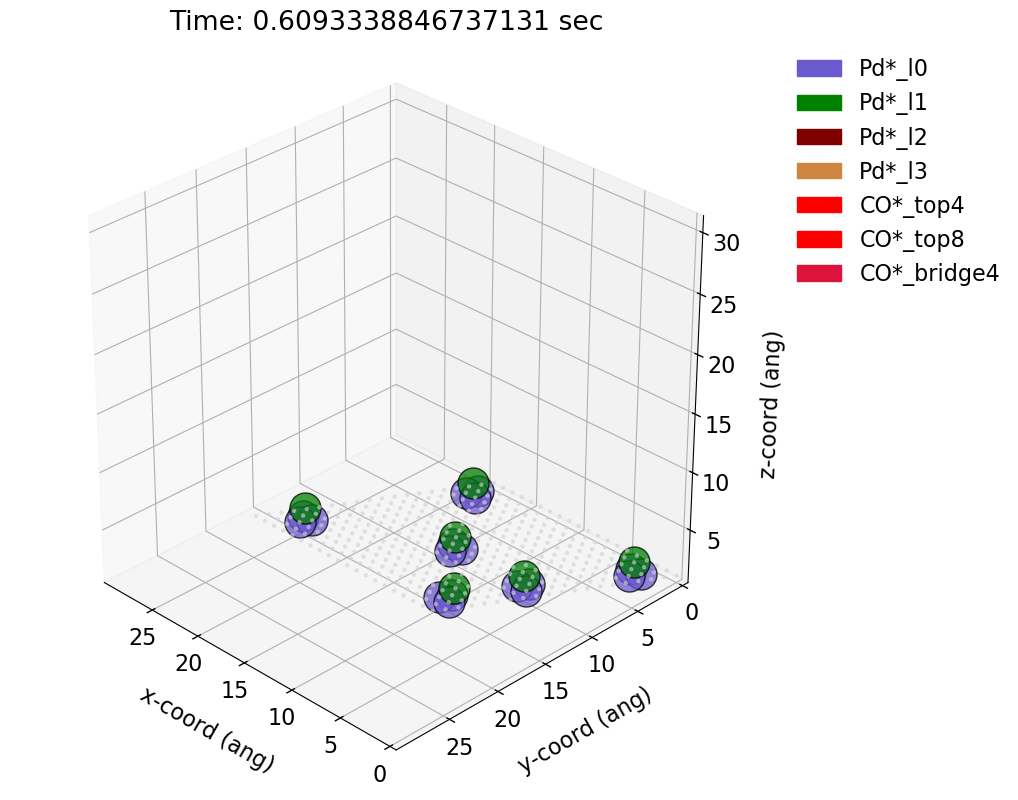 Time: 0.6093338846737131 sec
Pd*_l0
Pd*_l1
Pd*_l2
Pd*_l3
CO*_top4
CO*_top8
CO*_bridge4
30
25
20
15
10
5
z-coord (ang)
0
5
10
15
20
25
y-coord (ang)
25
20
15
10
5
0
x-coord (ang)